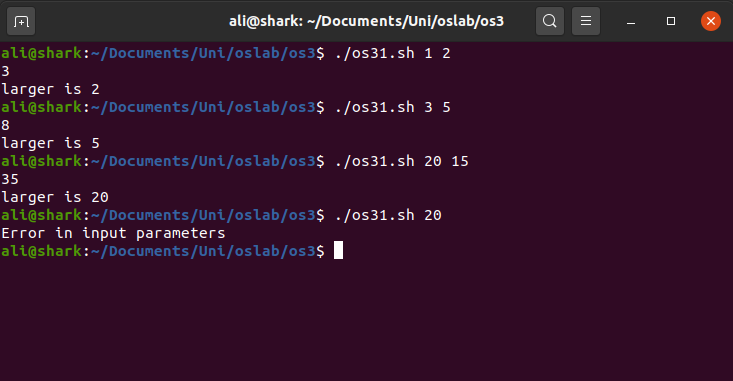 ali@shark: ~/Documents/Uni/oslab/os3
ali@shark:~/Documents/Uni/oslab/os3$ ./os31.sh 1 2
3
larger is 2
ali@shark:~/Documents/Uni/oslab/os3$ ./os31.sh 3 5
8
larger is 5
ali@shark:~/Documents/Uni/oslab/os3$ ./os31.sh 20 15
35
larger is 20
ali@shark:~/Documents/Uni/oslab/os3$ ./os31.sh 20
Error in input parameters
ali@shark:~/Documents/Uni/oslab/os3$